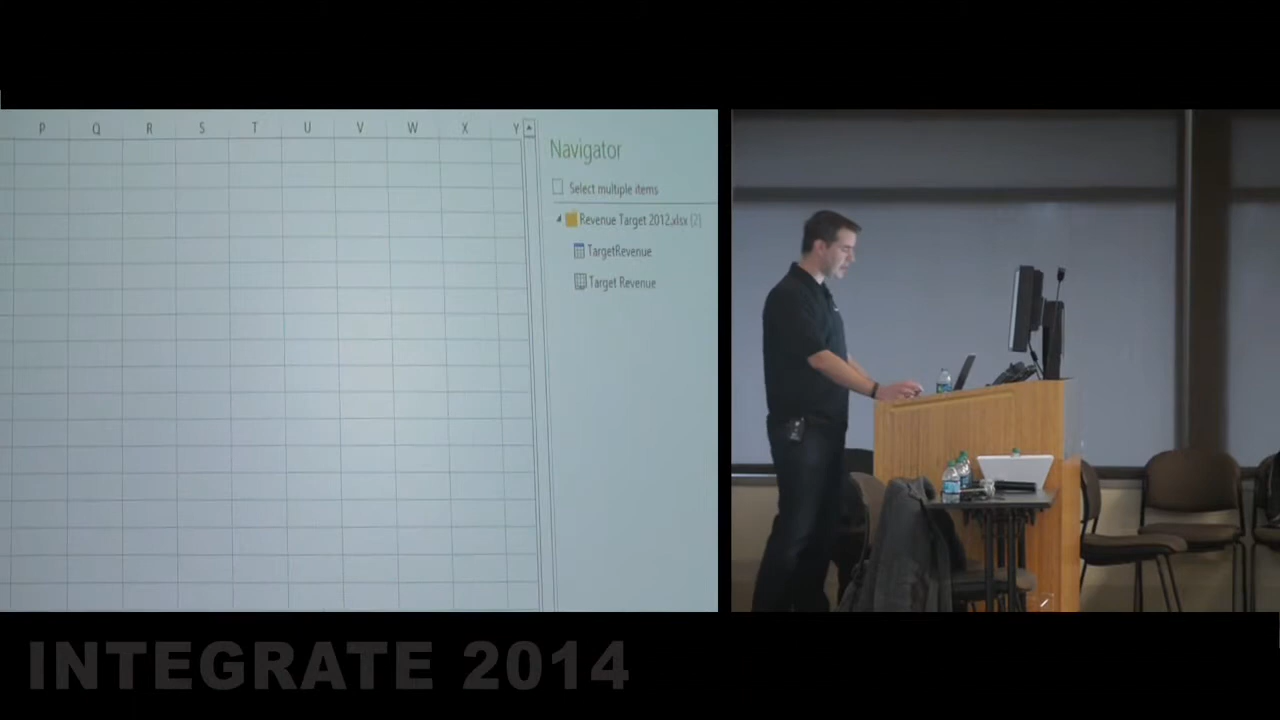 P Q R S T U V W X Y
Navigator
Select multiple items
Revenue Target 2012.xlsx [2]
TargetRevenue
Target Revenue
INTEGRATE 2014